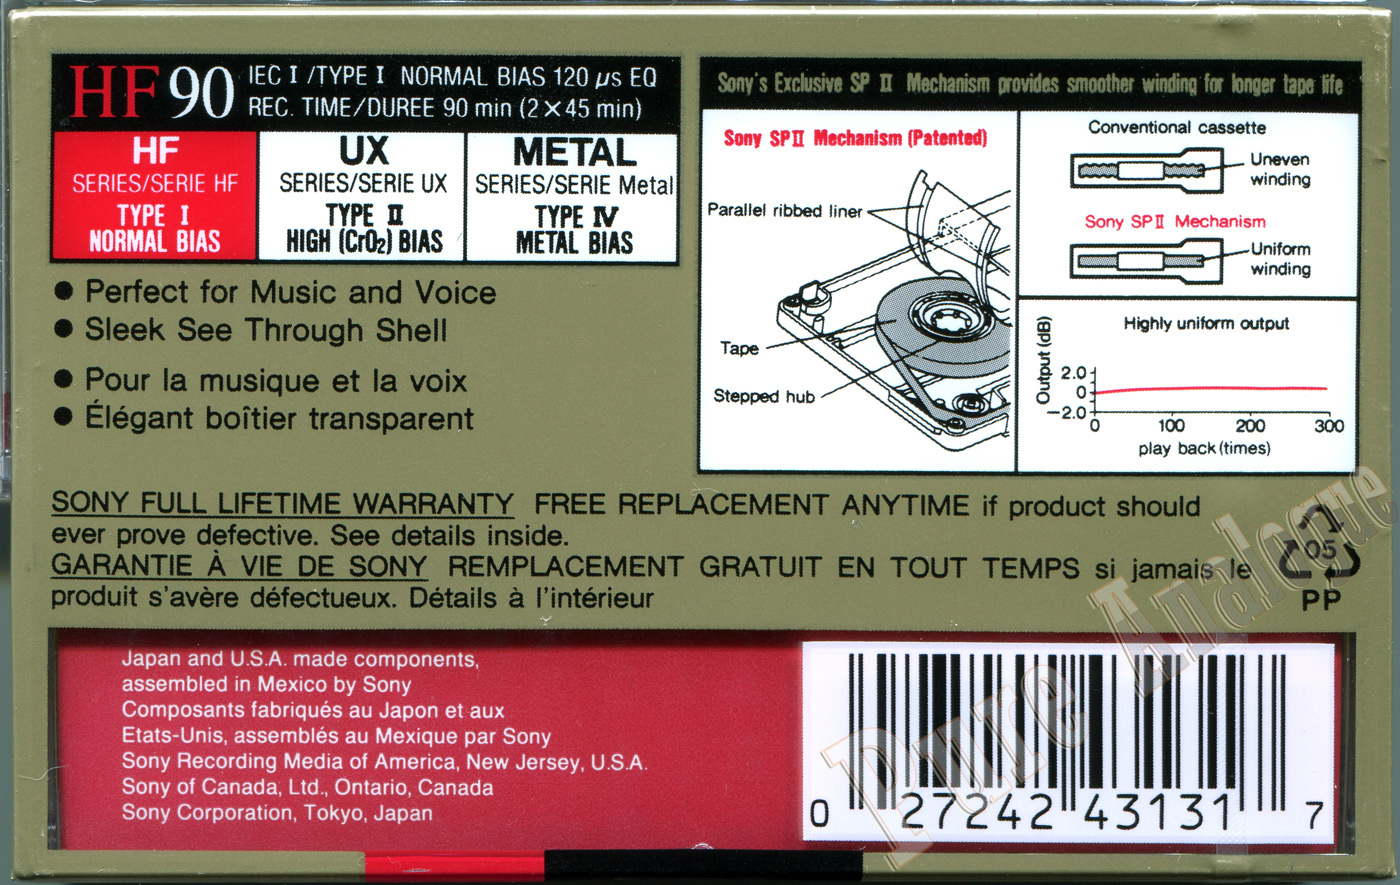 HF 90 IEC I /TYPE I NORMAL BIAS 120 µs EQ
REC. TIME/DUREE 90 min (2 × 45 min)
HF
SERIES/SERIE HF
TYPE I
NORMAL BIAS
UX
SERIES/SERIE UX
TYPE II
HIGH (CrO₂) BIAS
METAL
SERIES/SERIE Metal
TYPE IV
METAL BIAS
● Perfect for Music and Voice
● Sleek See Through Shell
● Pour la musique et la voix
● Élégant boîtier transparent
Sony's Exclusive SP II Mechanism provides smoother winding for longer tape life
Sony SP II Mechanism (Patented)
Parallel ribbed liner
Tape
Stepped hub
Conventional cassette
Uneven
winding
Sony SP II Mechanism
Uniform
winding
Highly uniform output
Output (dB)
2.0
0
−2.0
0 100 200 300
play back (times)
SONY FULL LIFETIME WARRANTY FREE REPLACEMENT ANYTIME if product should
ever prove defective. See details inside.
GARANTIE À VIE DE SONY REMPLACEMENT GRATUIT EN TOUT TEMPS si jamais le
produit s'avère défectueux. Détails à l'intérieur
05
PP
Japan and U.S.A. made components,
assembled in Mexico by Sony
Composants fabriqués au Japon et aux
Etats-Unis, assemblés au Mexique par Sony
Sony Recording Media of America, New Jersey, U.S.A.
Sony of Canada, Ltd., Ontario, Canada
Sony Corporation, Tokyo, Japan
0 27242 43131 7
Pure Analogue